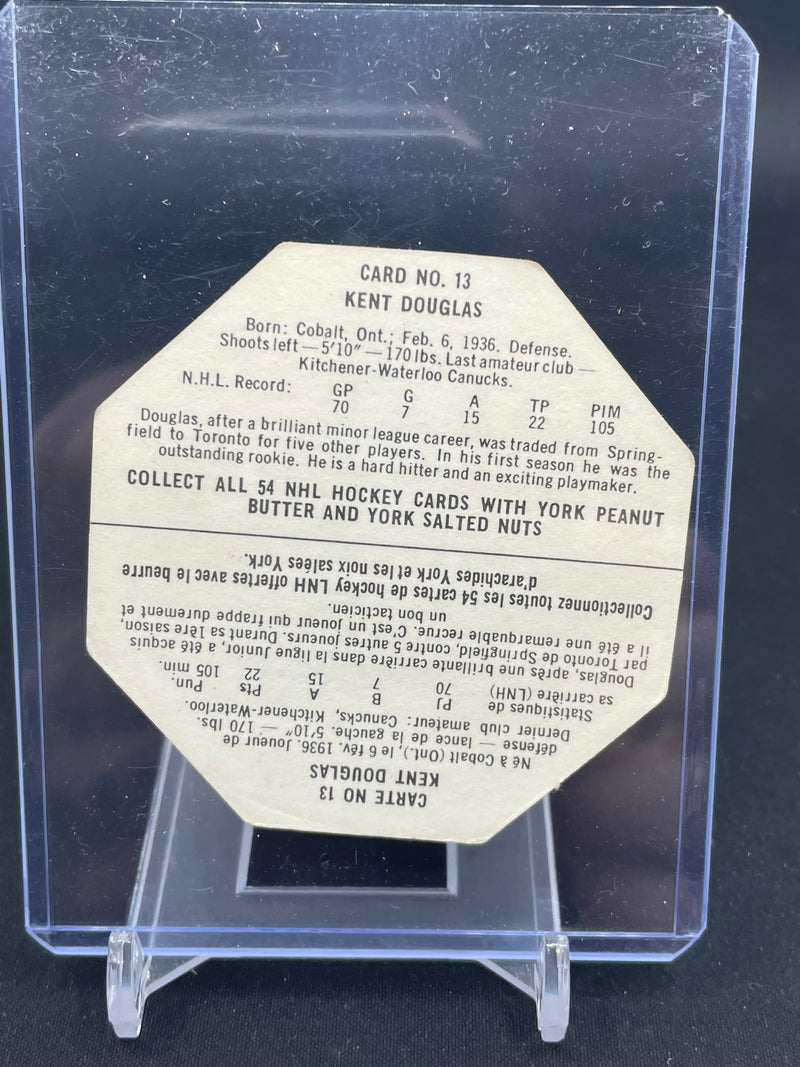 CARD NO. 13
KENT DOUGLAS
Born: Cobalt, Ont.; Feb. 6, 1936. Defense.
Shoots left — 5'10" — 170 lbs. Last amateur club —
Kitchener-Waterloo Canucks.
N.H.L. Record: GP G A TP PIM
70 7 15 22 105
Douglas, after a brilliant minor league career, was traded from Spring-
field to Toronto for five other players. In his first season he was the
outstanding rookie. He is a hard hitter and an exciting playmaker.
COLLECT ALL 54 NHL HOCKEY CARDS WITH YORK PEANUT
BUTTER AND YORK SALTED NUTS
CARTE NO 13
KENT DOUGLAS
Né à Cobalt (Ont.), le 6 fév. 1936. Joueur de
défense — lance de la gauche. 5'10" — 170 lbs.
Dernier club amateur: Canucks, Kitchener-Waterloo.
Statistiques de PJ B A Pts Pun.
sa carrière (LNH) 70 7 15 22 105 min.
Douglas, après une brillante carrière dans la ligue Junior, a été acquis
par Toronto de Springfield, contre 5 autres joueurs. Durant sa 1ère saison,
il a été une remarquable recrue. C'est un joueur qui frappe durement et
un bon tacticien.
Collectionnez toutes les 54 cartes de hockey LNH offertes avec le beurre
d'arachides York et les noix salées York.